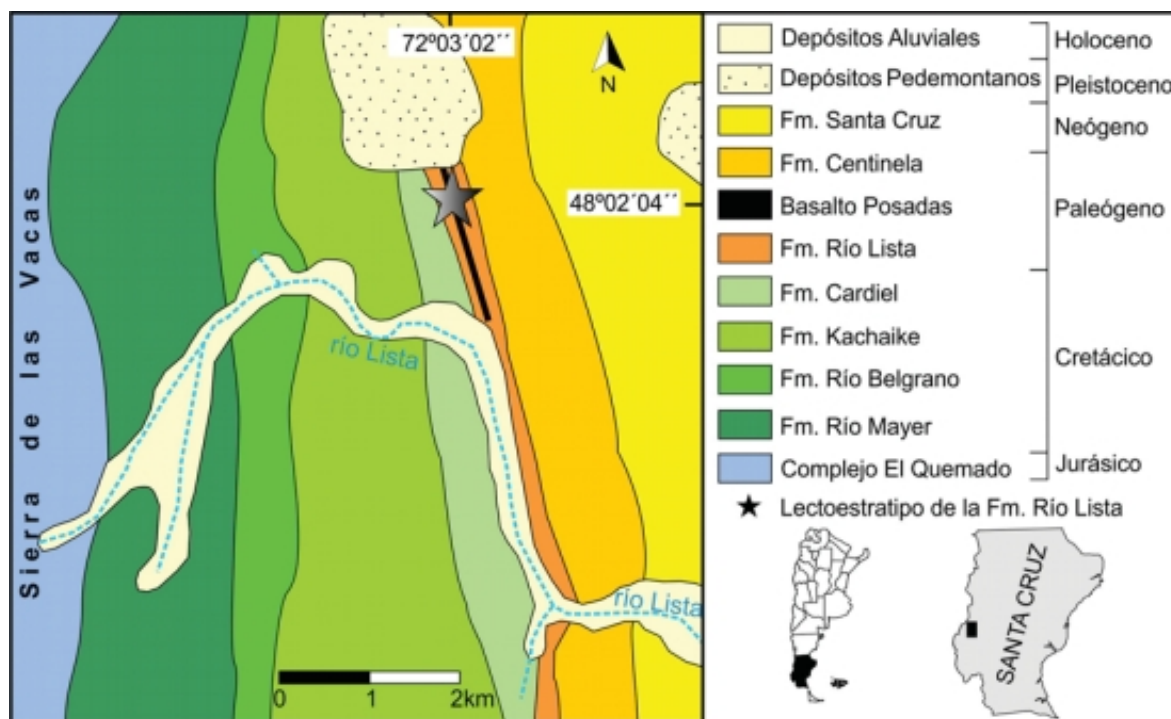 72º03´02´´
N
48º02´04´´
Sierra de las Vacas
río Lista
río Lista
0 1 2km
Depósitos Aluviales
Holoceno
Depósitos Pedemontanos
Pleistoceno
Fm. Santa Cruz
Neógeno
Fm. Centinela
Basalto Posadas
Paleógeno
Fm. Río Lista
Fm. Cardiel
Fm. Kachaike
Cretácico
Fm. Río Belgrano
Fm. Río Mayer
Complejo El Quemado
Jurásico
Lectoestratipo de la Fm. Río Lista
SANTA CRUZ